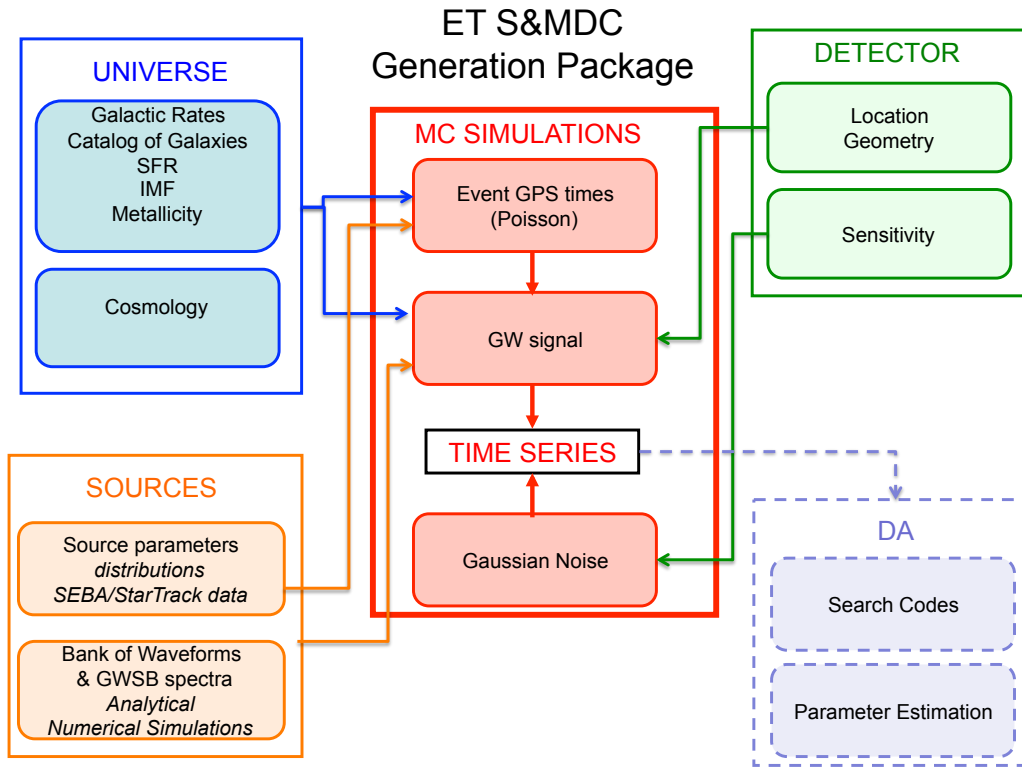 ET S&MDC
Generation Package
UNIVERSE
Galactic Rates
Catalog of Galaxies
SFR
IMF
Metallicity
Cosmology
SOURCES
Source parameters
distributions
SEBA/StarTrack data
Bank of Waveforms
& GWSB spectra
Analytical
Numerical Simulations
MC SIMULATIONS
Event GPS times
(Poisson)
GW signal
TIME SERIES
Gaussian Noise
DETECTOR
Location
Geometry
Sensitivity
DA
Search Codes
Parameter Estimation